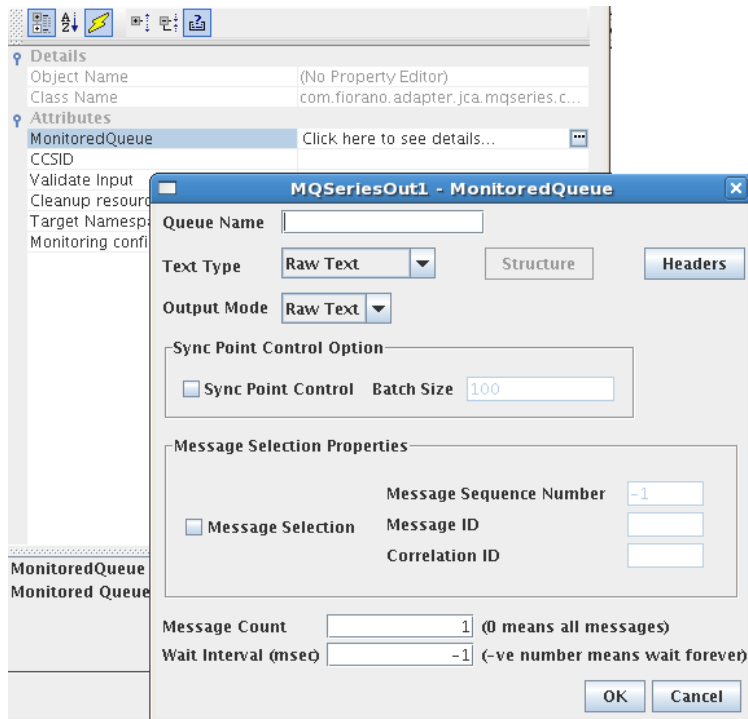 Details
Object Name (No Property Editor)
Class Name com.fiorano.adapter.jca.mqseries.c...
Attributes
MonitoredQueue Click here to see details...
CCSID
Validate Input
Cleanup resourc
Target Namesp
Monitoring confi
MonitoredQueue
Monitored Queue
MQSeriesOut1 - MonitoredQueue
Queue Name
Text Type Raw Text Structure Headers
Output Mode Raw Text
Sync Point Control Option
Sync Point Control Batch Size 100
Message Selection Properties
Message Sequence Number -1
Message Selection Message ID
Correlation ID
Message Count 1 (0 means all messages)
Wait Interval (msec) -1 (-ve number means wait forever)
OK Cancel